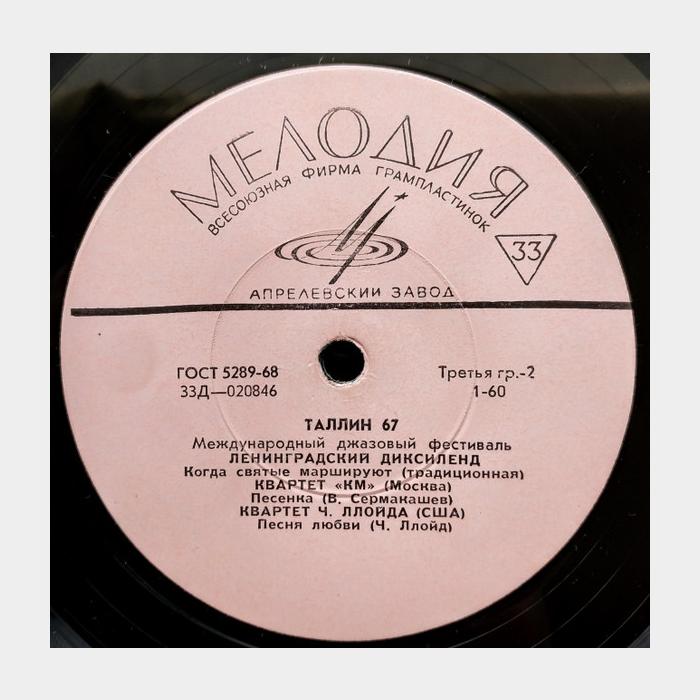 МЕЛОДИЯ
ВСЕСОЮЗНАЯ ФИРМА ГРАМПЛАСТИНОК
33
АПРЕЛЕВСКИЙ ЗАВОД
ГОСТ 5289-68
Третья гр.-2
33Д—020846
1-60
ТАЛЛИН 67
Международный джазовый фестиваль
ЛЕНИНГРАДСКИЙ ДИКСИЛЕНД
Когда святые маршируют (традиционная)
КВАРТЕТ «КМ» (Москва)
Песенка (В. Сермакашев)
КВАРТЕТ Ч. ЛЛОЙДА (США)
Песня любви (Ч. Ллойд)